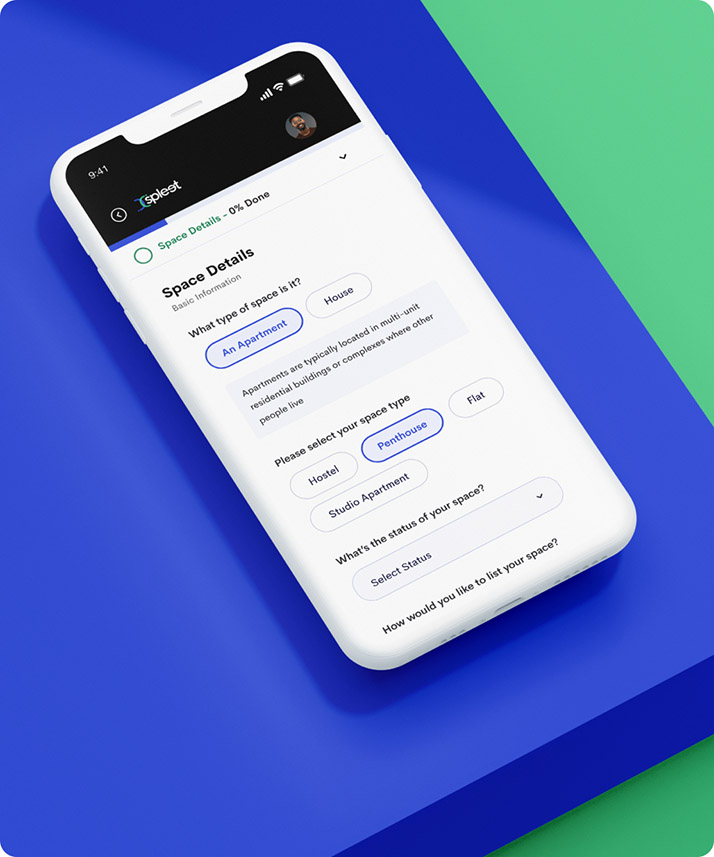 9:41
spleet
Space Details - 0% Done
Space Details
Basic Information
What type of space is it?
An Apartment
House
Apartments are typically located in multi-unit
residential buildings or complexes where other
people live
Please select your space type
Hostel
Penthouse
Flat
Studio Apartment
What's the status of your space?
Select Status
How would you like to list your space?